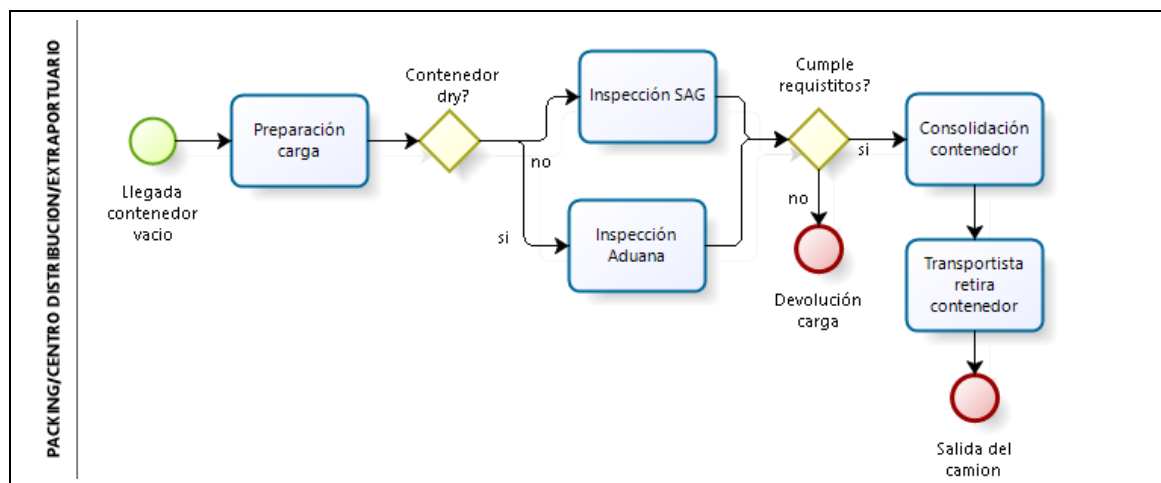 PACKING/CENTRO DISTRIBUCION/EXTRAPORTUARIO
Llegada
contenedor
vacio
Preparación
carga
Contenedor
dry?
no
si
Inspección SAG
Inspección
Aduana
Cumple
requistitos?
si
no
Devolución
carga
Consolidación
contenedor
Transportista
retira
contenedor
Salida del
camion